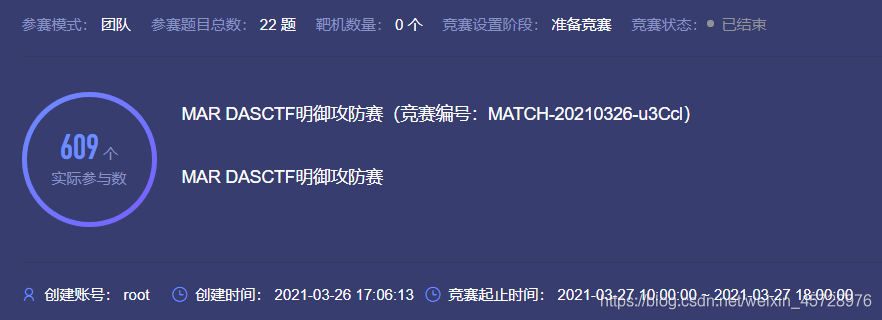 参赛模式： 团队 参赛题目总数： 22 题 靶机数量： 0 个 竞赛设置阶段： 准备竞赛 竞赛状态： 已结束
609 个
实际参与数
MAR DASCTF明御攻防赛（竞赛编号：MATCH-20210326-u3Ccl）
MAR DASCTF明御攻防赛
创建账号： root 创建时间： 2021-03-26 17:06:13 竞赛起止时间： 2021-03-27 10:00:00 ~ 2021-03-27 18:00:00
https://blog.csdn.net/weixin_45728976